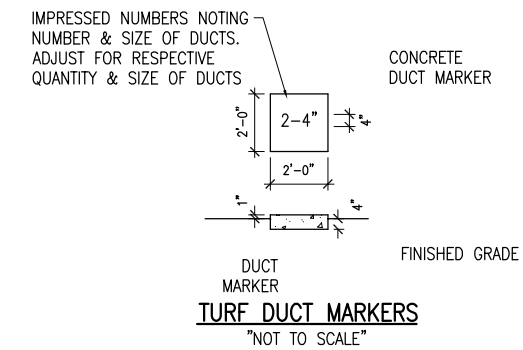 IMPRESSED NUMBERS NOTING
NUMBER & SIZE OF DUCTS.
ADJUST FOR RESPECTIVE
QUANTITY & SIZE OF DUCTS
CONCRETE
DUCT MARKER
2'-0"
2-4"
4"
2'-0"
1"
4"
FINISHED GRADE
DUCT
MARKER
TURF DUCT MARKERS
"NOT TO SCALE"